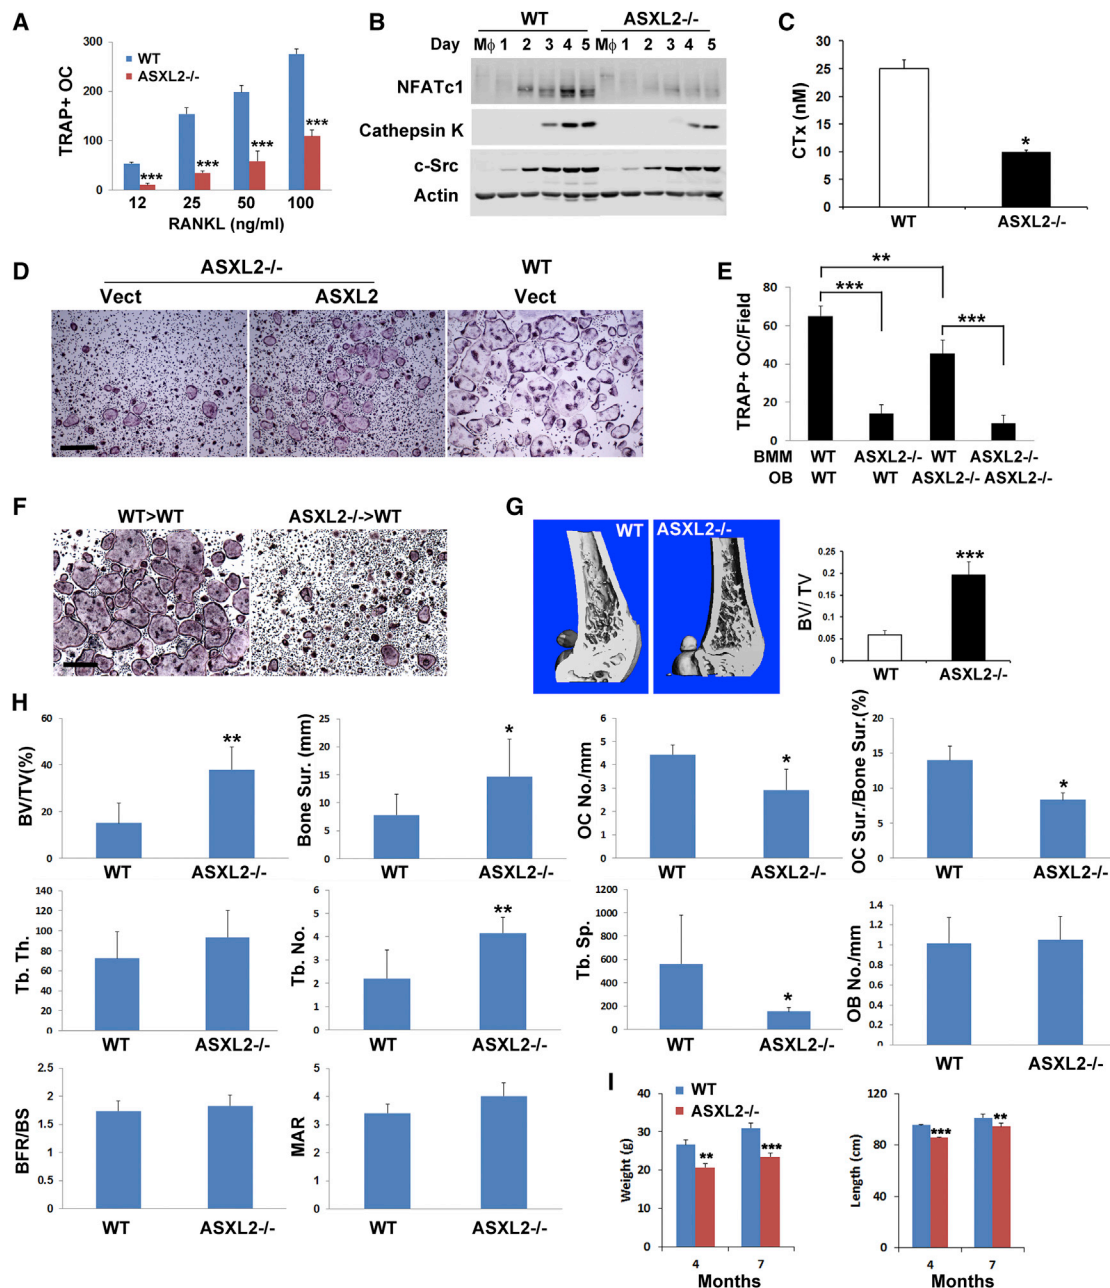 A
WT
ASXL2-/-
TRAP+ OC
300
200
100
0
***
***
***
***
12 25 50 100
RANKL (ng/ml)
B
WT ASXL2-/-
Day Mϕ 1 2 3 4 5 Mϕ 1 2 3 4 5
NFATc1
Cathepsin K
c-Src
Actin
C
CTx (nM)
30
25
20
15
10
5
0
*
WT ASXL2-/-
D
ASXL2-/- WT
Vect ASXL2 Vect
E
TRAP+ OC/Field
80
60
40
20
0
**
***
***
BMM WT ASXL2-/- WT ASXL2-/-
OB WT WT ASXL2-/- ASXL2-/-
F
WT>WT ASXL2-/->WT
G
WT ASXL2-/-
BV/ TV
0.25
0.2
0.15
0.1
0.05
0
***
WT ASXL2-/-
H
BV/TV(%)
60
40
20
0
**
WT ASXL2-/-
Bone Sur. (mm)
25
20
15
10
5
0
*
WT ASXL2-/-
OC No./mm
6
5
4
3
2
1
0
*
WT ASXL2-/-
OC Sur./Bone Sur.(%)
20
15
10
5
0
*
WT ASXL2-/-
Tb. Th.
140
120
100
80
60
40
20
0
WT ASXL2-/-
Tb. No.
6
5
4
3
2
1
0
**
WT ASXL2-/-
Tb. Sp.
1200
1000
800
600
400
200
0
*
WT ASXL2-/-
OB No./mm
1.4
1.2
1
0.8
0.6
0.4
0.2
0
WT ASXL2-/-
BFR/BS
2.5
2
1.5
1
0.5
0
WT ASXL2-/-
MAR
5
4
3
2
1
0
WT ASXL2-/-
I
WT
ASXL2-/-
Weight (g)
40
30
20
10
0
**
***
4 7
Months
Length (cm)
120
80
40
0
***
**
4 7
Months